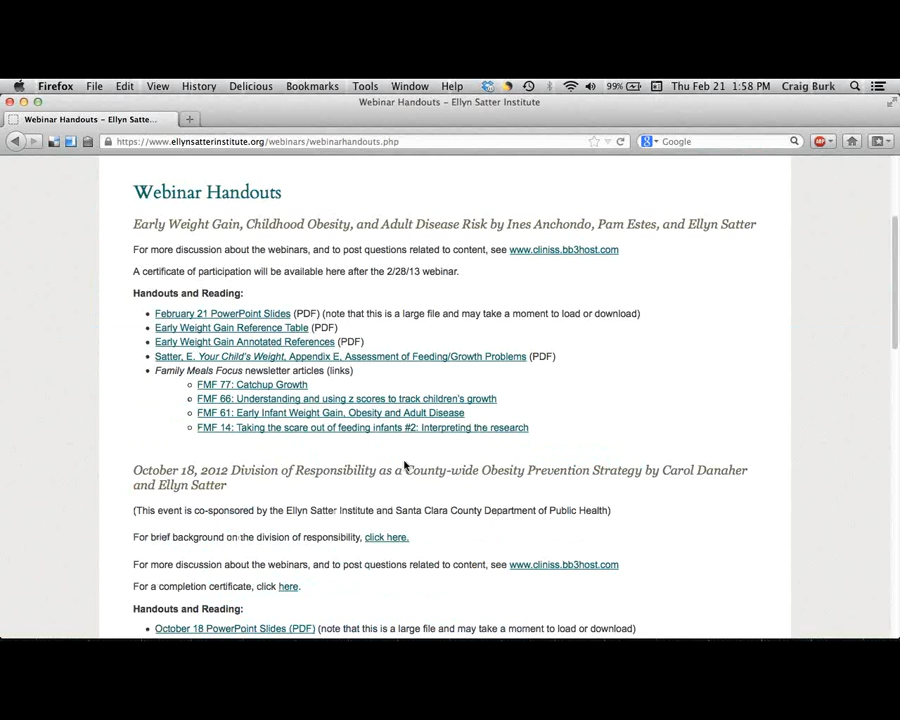 Firefox File Edit View History Delicious Bookmarks Tools Window Help 99% Thu Feb 21 1:58 PM Craig Burk
Webinar Handouts – Ellyn Satter Institute
Webinar Handouts – Ellyn Satte...
https://www.ellynsatterinstitute.org/webinars/webinarhandouts.php
Google
Webinar Handouts
Early Weight Gain, Childhood Obesity, and Adult Disease Risk by Ines Anchondo, Pam Estes, and Ellyn Satter
For more discussion about the webinars, and to post questions related to content, see www.cliniss.bb3host.com
A certificate of participation will be available here after the 2/28/13 webinar.
Handouts and Reading:
• February 21 PowerPoint Slides (PDF) (note that this is a large file and may take a moment to load or download)
• Early Weight Gain Reference Table (PDF)
• Early Weight Gain Annotated References (PDF)
• Satter, E. Your Child's Weight, Appendix E, Assessment of Feeding/Growth Problems (PDF)
• Family Meals Focus newsletter articles (links)
FMF 77: Catchup Growth
FMF 66: Understanding and using z scores to track children's growth
FMF 61: Early Infant Weight Gain, Obesity and Adult Disease
FMF 14: Taking the scare out of feeding infants #2: Interpreting the research
October 18, 2012 Division of Responsibility as a County-wide Obesity Prevention Strategy by Carol Danaher
and Ellyn Satter
(This event is co-sponsored by the Ellyn Satter Institute and Santa Clara County Department of Public Health)
For brief background on the division of responsibility, click here.
For more discussion about the webinars, and to post questions related to content, see www.cliniss.bb3host.com
For a completion certificate, click here.
Handouts and Reading:
• October 18 PowerPoint Slides (PDF) (note that this is a large file and may take a moment to load or download)